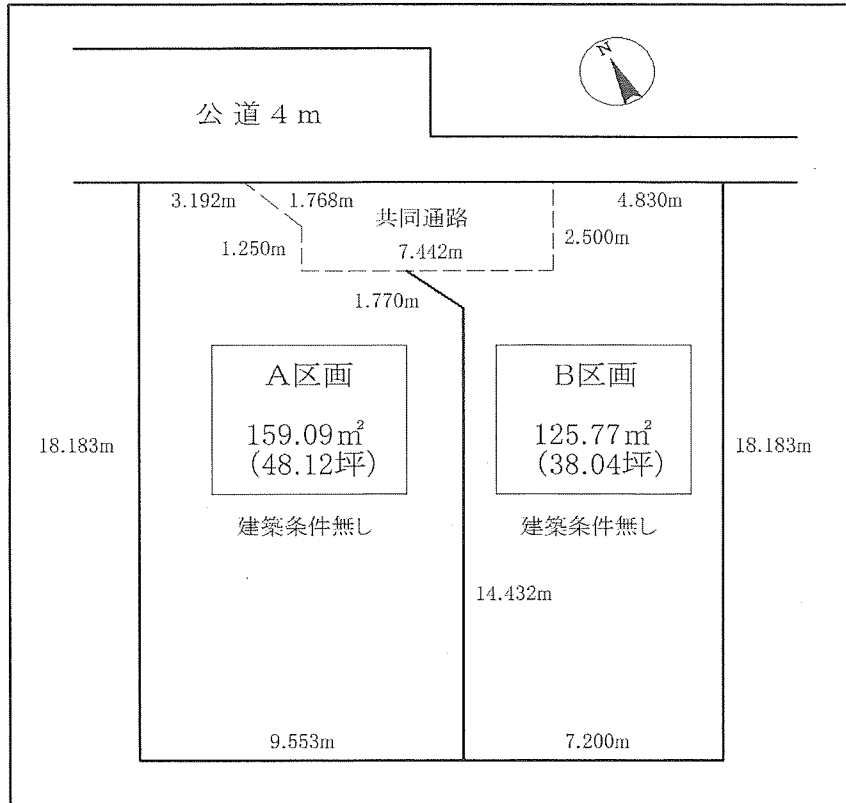 N
公道4m
3.192m
1.768m
4.830m
共同通路
1.250m
7.442m
2.500m
1.770m
A区画
159.09㎡
(48.12坪)
建築条件無し
B区画
125.77㎡
(38.04坪)
建築条件無し
18.183m
18.183m
14.432m
9.553m
7.200m